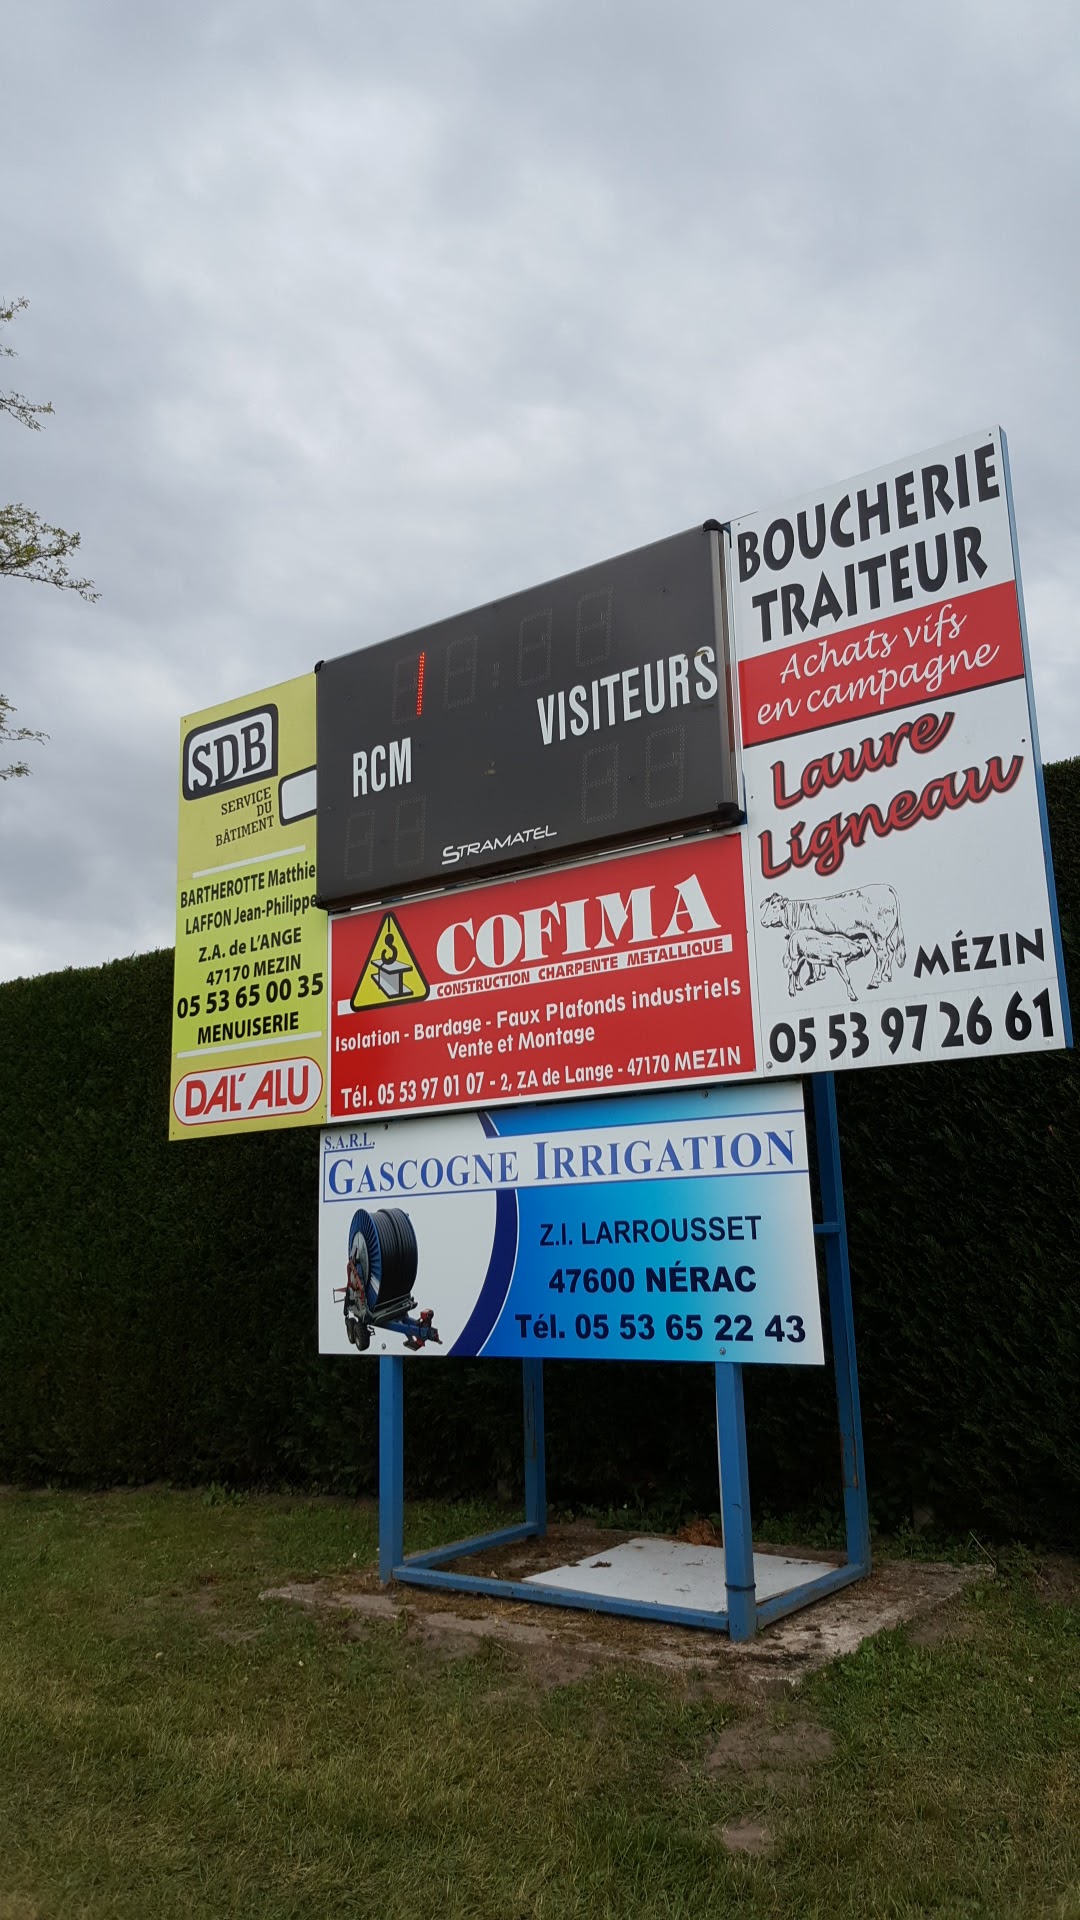 SDB
SERVICE
DU
BÂTIMENT
BARTHEROTTE Matthie
LAFFON Jean-Philippe
Z.A. de L'ANGE
47170 MEZIN
05 53 65 00 35
MENUISERIE
DAL'ALU
1
RCM
VISITEURS
STRAMATEL
COFIMA
CONSTRUCTION CHARPENTE METALLIQUE
Isolation - Bardage - Faux Plafonds industriels
Vente et Montage
Tél. 05 53 97 01 07 - 2, ZA de Lange - 47170 MEZIN
BOUCHERIE
TRAITEUR
Achats vifs
en campagne
Laure
Ligneau
MÉZIN
05 53 97 26 61
S.A.R.L.
GASCOGNE IRRIGATION
Z.I. LARROUSSET
47600 NÉRAC
Tél. 05 53 65 22 43